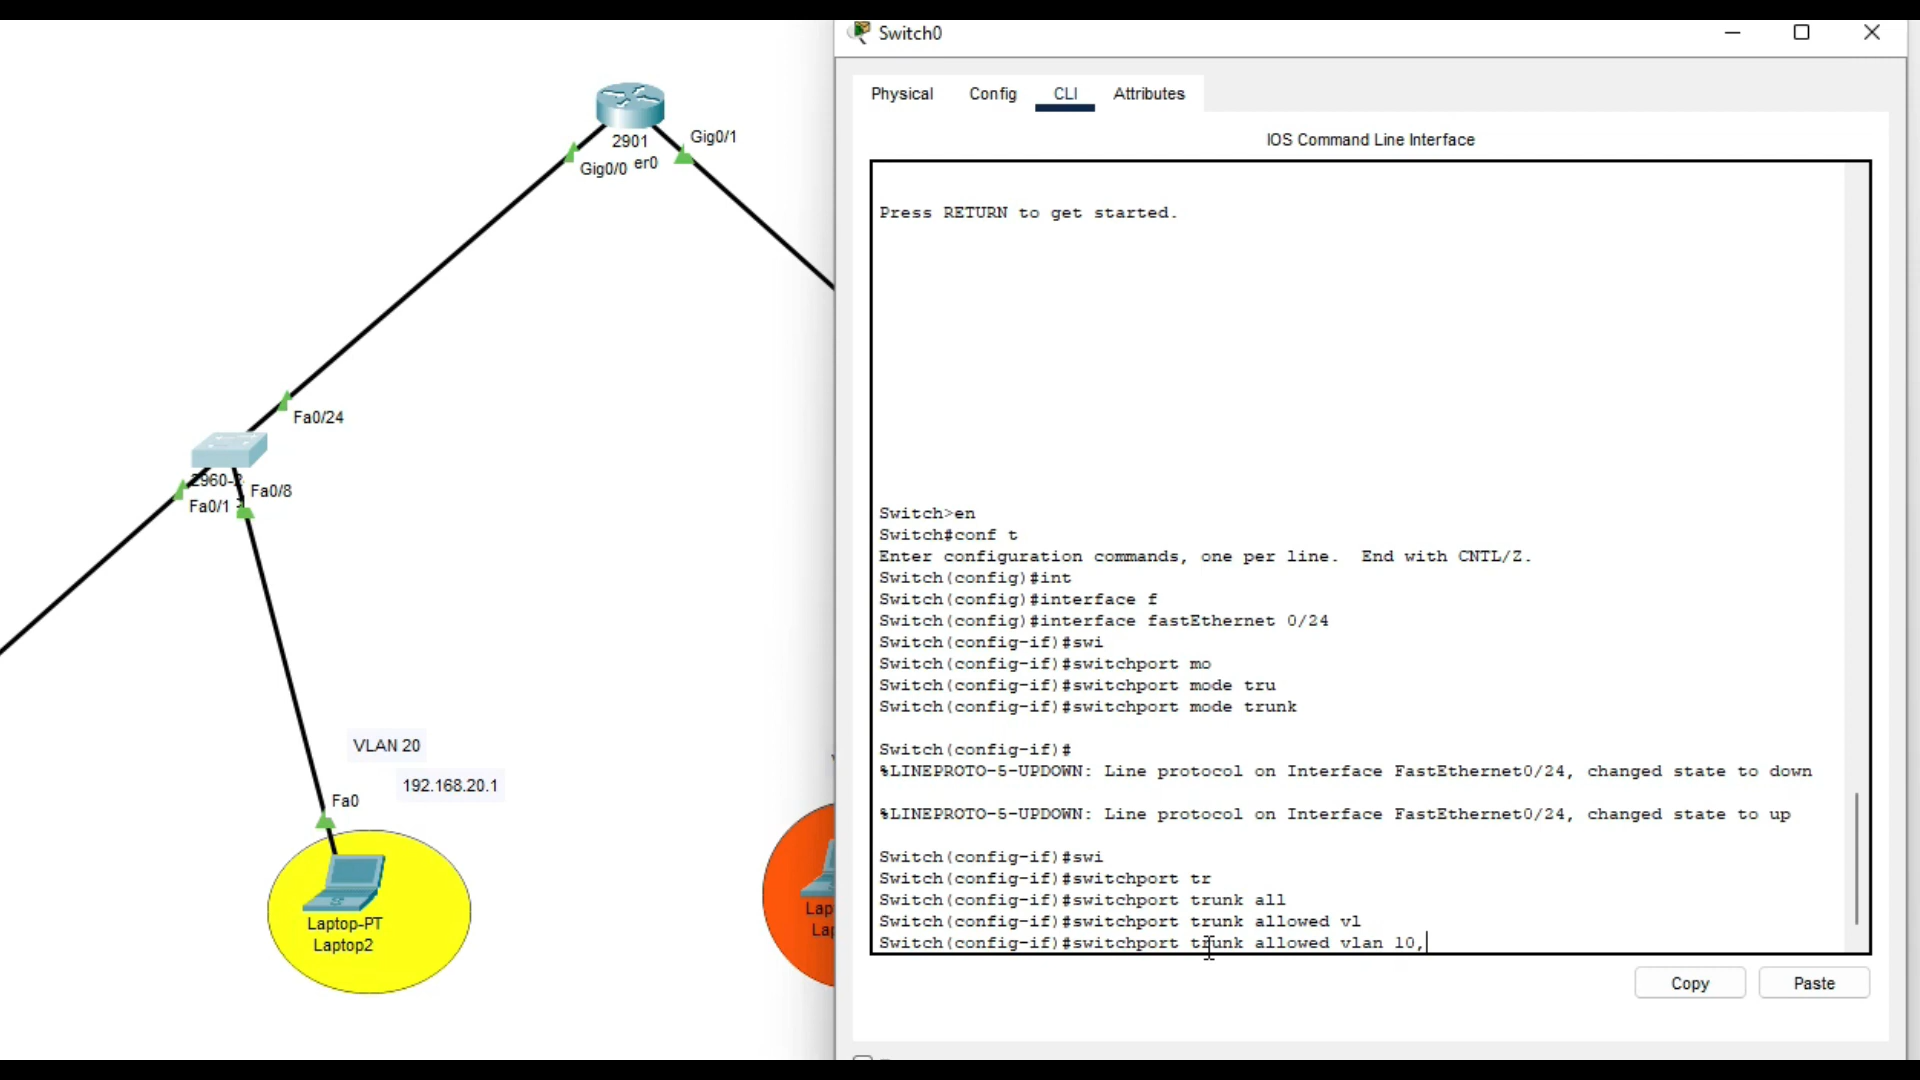 Switch0
Physical
Config
CLI
Attributes
IOS Command Line Interface
Press RETURN to get started.
Switch>en
Switch#conf t
Enter configuration commands, one per line.  End with CNTL/Z.
Switch(config)#int
Switch(config)#interface f
Switch(config)#interface fastEthernet 0/24
Switch(config-if)#swi
Switch(config-if)#switchport mo
Switch(config-if)#switchport mode tru
Switch(config-if)#switchport mode trunk
Switch(config-if)#
%LINEPROTO-5-UPDOWN: Line protocol on Interface FastEthernet0/24, changed state to down
%LINEPROTO-5-UPDOWN: Line protocol on Interface FastEthernet0/24, changed state to up
Switch(config-if)#swi
Switch(config-if)#switchport tr
Switch(config-if)#switchport trunk all
Switch(config-if)#switchport trunk allowed vl
Switch(config-if)#switchport trunk allowed vlan 10,
Copy
Paste
2901
er0
Gig0/1
Gig0/0
Fa0/24
2960-2
Fa0/8
Fa0/1
VLAN 20
192.168.20.1
Fa0
Laptop-PT
Laptop2
Lap
La